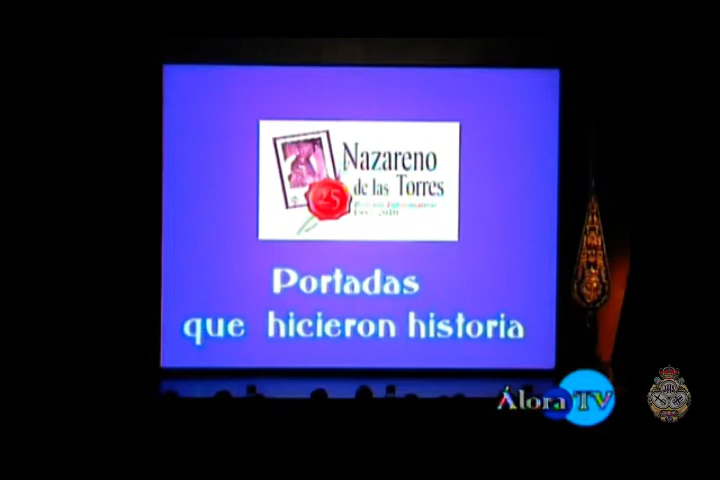 Nazareno
de las Torres
25
Portadas
que hicieron historia
Álora TV